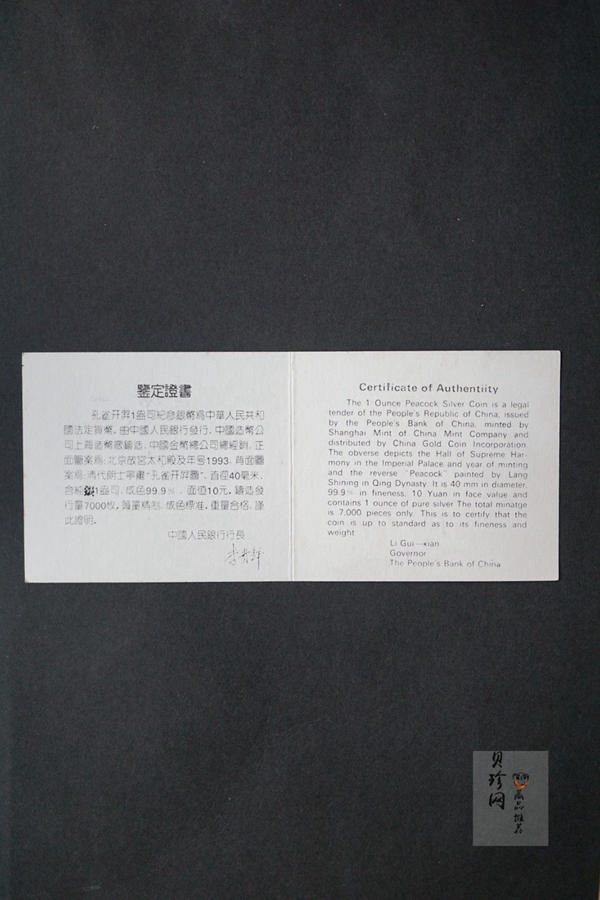 鑒定證書
孔雀开屏1盎司紀念銀幣爲中華人民共和
國法定貨幣。由中國人民銀行發行，中國造幣公
司上海造幣廠鑄造，中國金幣總公司總經銷。正
面圖案爲：北京故宮太和殿及年号1993，背面圖
案爲：清代朗士寧畫“孔雀开屏圖”。直徑40毫米，
含純銀1盎司，成色99.9%，面值10元，鑄造發
行量7000枚，質量精制，成色標准，重量合格，謹
此證明。
中國人民銀行行長
Certificate of Authentiity
The 1 Ounce Peacock Silver Coin is a legal
tender of the People's Republic of China, issued
by the People's Bank of China, minted by
Shanghai Mint of China Mint Company and
distributed by China Gold Coin Incorporation.
The obverse depicts the Hall of Supreme Har-
mony in the Imperial Palace and year of minting
and the reverse "Peacock" painted by Lang
Shining in Qing Dynasty. It is 40 mm in diameter,
99.9% in fineness, 10 Yuan in face value and
contains 1 ounce of pure silver The total minatge
is 7,000 pieces only. This is to certify that the
coin is up to standard as to its fineness and
weight
Li Gui—xian
Governor
The People's Bank of China
贝珍网
藏品推荐